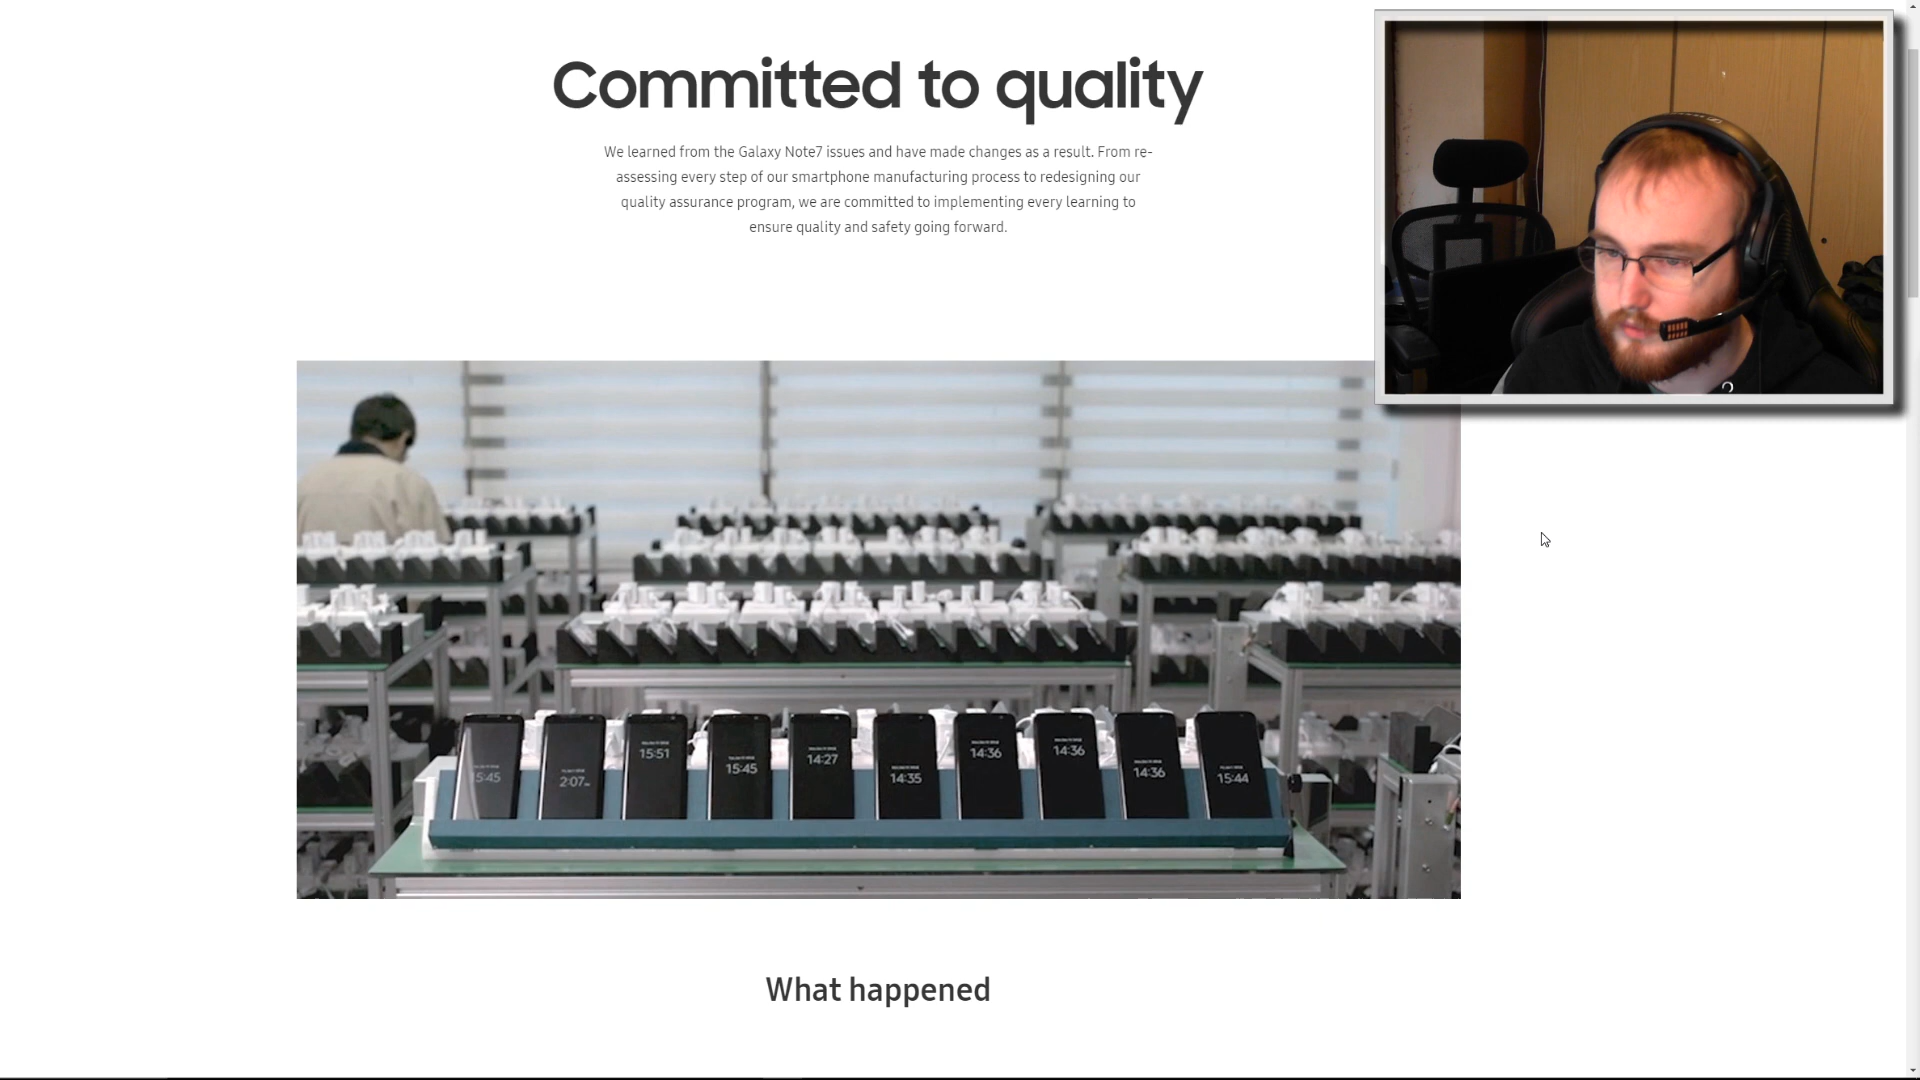 Committed to quality
We learned from the Galaxy Note7 issues and have made changes as a result. From re-
assessing every step of our smartphone manufacturing process to redesigning our
quality assurance program, we are committed to implementing every learning to
ensure quality and safety going forward.
15:45
2:07
15:51
15:45
14:27
14:35
14:36
14:36
14:36
15:44
What happened